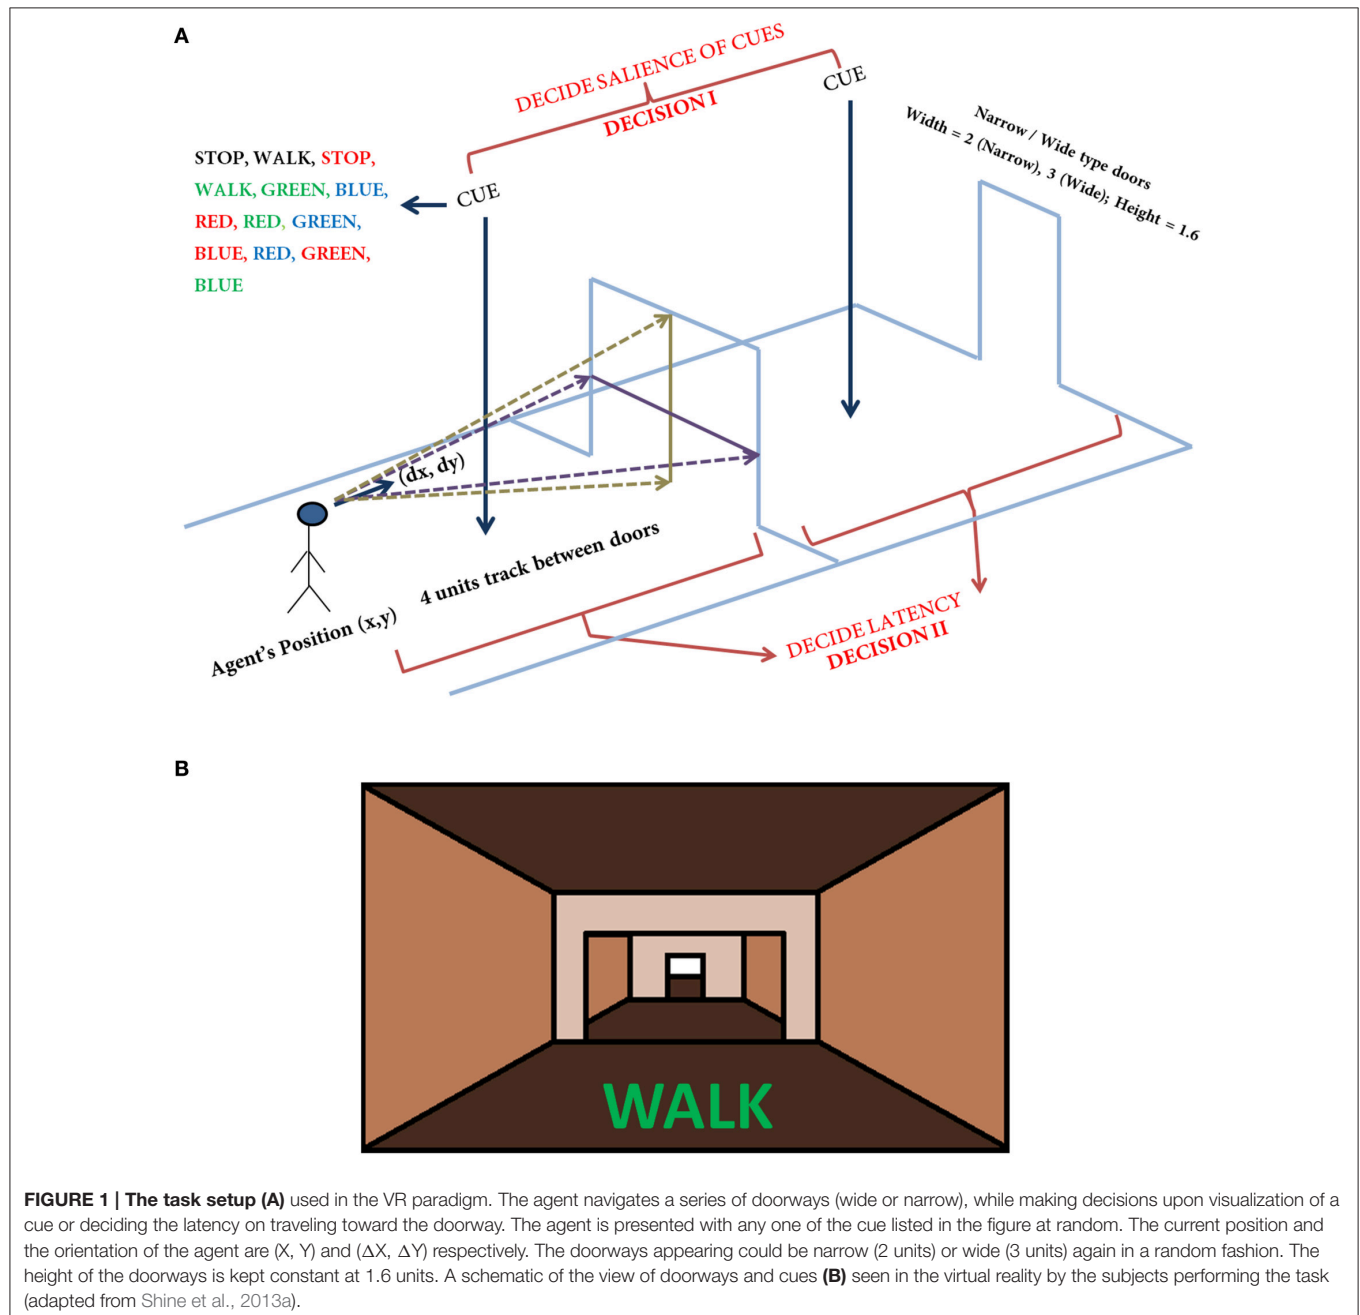 A
DECIDE SALIENCE OF CUES
DECISION I
CUE
Narrow / Wide type doors
Width = 2 (Narrow), 3 (Wide); Height = 1.6
STOP, WALK, STOP,
WALK, GREEN, BLUE,
RED, RED, GREEN,
BLUE, RED, GREEN,
BLUE
CUE
(dx, dy)
4 units track between doors
Agent's Position (x,y)
DECIDE LATENCY
DECISION II
B
WALK
FIGURE 1 | The task setup (A) used in the VR paradigm. The agent navigates a series of doorways (wide or narrow), while making decisions upon visualization of a
cue or deciding the latency on traveling toward the doorway. The agent is presented with any one of the cue listed in the figure at random. The current position and
the orientation of the agent are (X, Y) and (ΔX, ΔY) respectively. The doorways appearing could be narrow (2 units) or wide (3 units) again in a random fashion. The
height of the doorways is kept constant at 1.6 units. A schematic of the view of doorways and cues (B) seen in the virtual reality by the subjects performing the task
(adapted from Shine et al., 2013a).